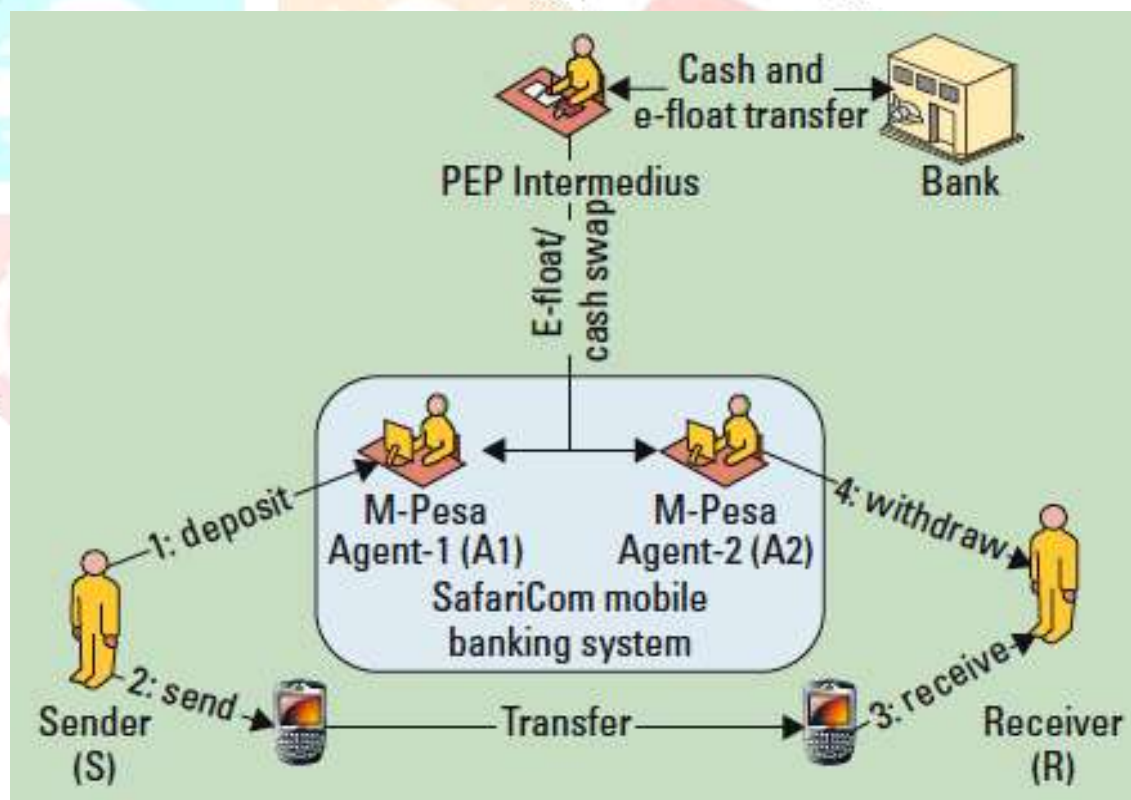 Cash and
e-float transfer
PEP Intermedius
Bank
E-float/
cash swap
1: deposit
M-Pesa
Agent-1 (A1)
M-Pesa
Agent-2 (A2)
4: withdraw
SafariCom mobile
banking system
2: send
Transfer
3: receive
Sender
(S)
Receiver
(R)